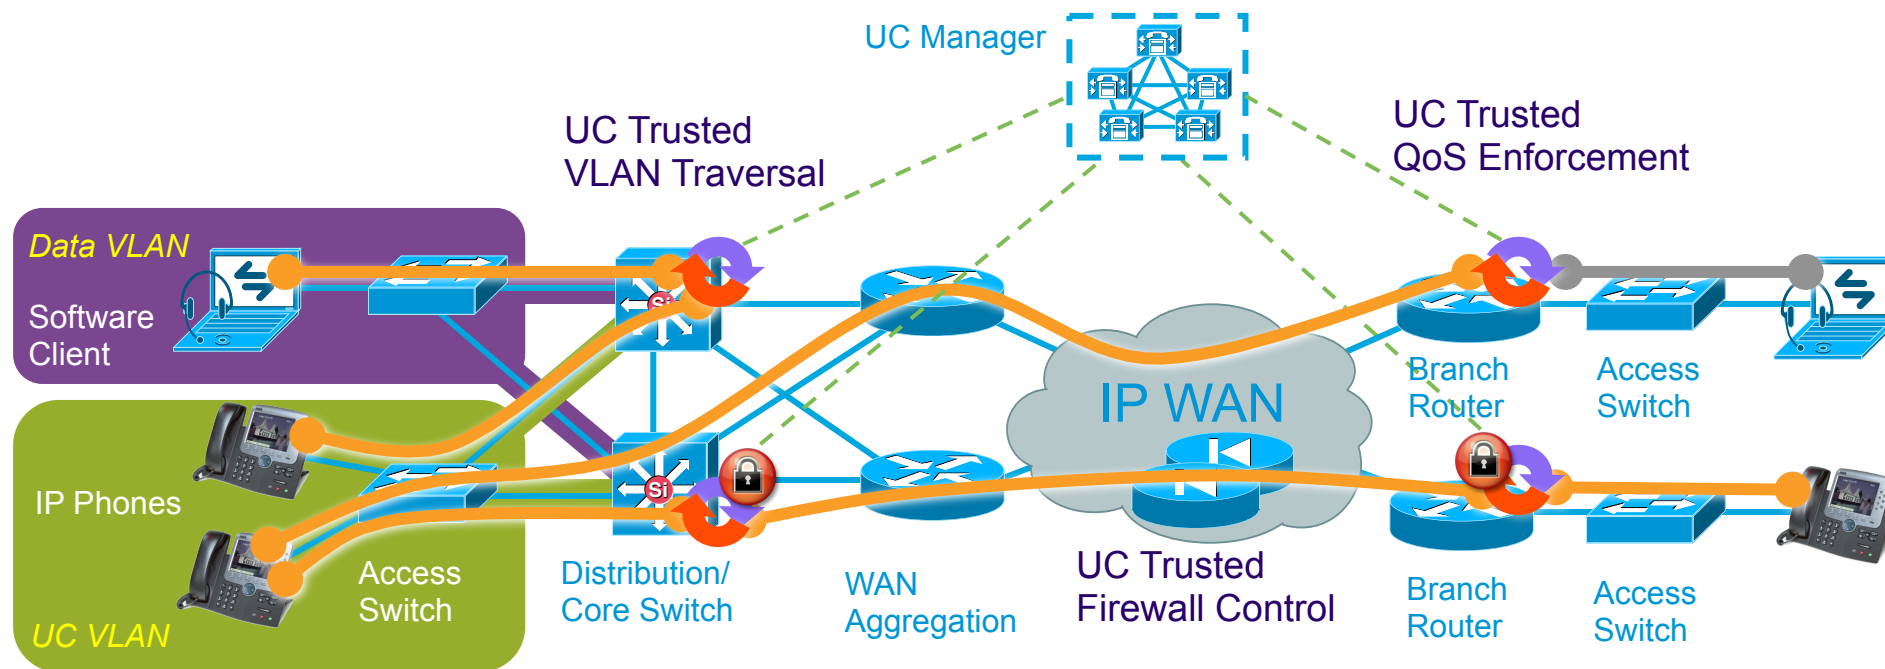 UC Manager
UC Trusted
VLAN Traversal
UC Trusted
QoS Enforcement
Data VLAN
Software
Client
Si
IP WAN
Branch
Router
Access
Switch
IP Phones
Si
Access
Switch
UC VLAN
Distribution/
Core Switch
WAN
Aggregation
UC Trusted
Firewall Control
Branch
Router
Access
Switch